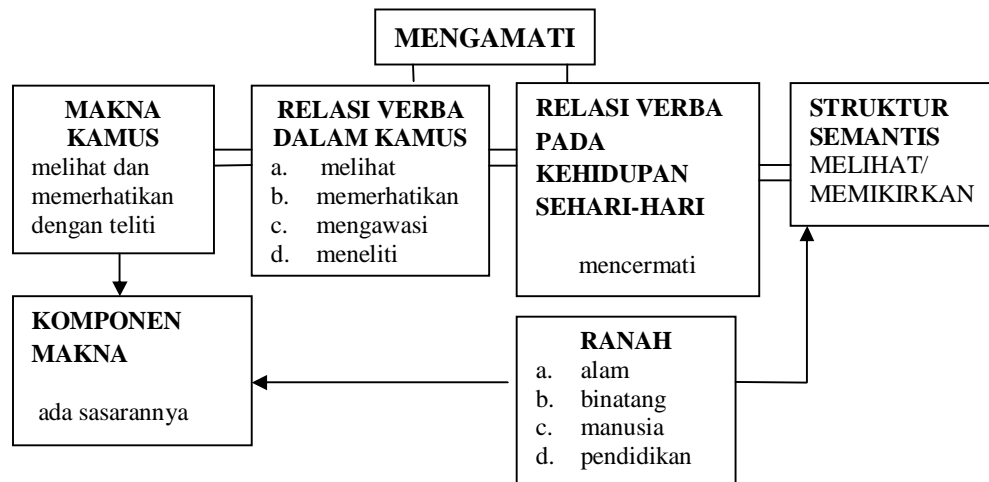 MENGAMATI
MAKNA
KAMUS
melihat dan
memerhatikan
dengan teliti
RELASI VERBA
DALAM KAMUS
a. melihat
b. memerhatikan
c. mengawasi
d. meneliti
RELASI VERBA
PADA
KEHIDUPAN
SEHARI-HARI
mencermati
STRUKTUR
SEMANTIS
MELIHAT/
MEMIKIRKAN
KOMPONEN
MAKNA
ada sasarannya
RANAH
a. alam
b. binatang
c. manusia
d. pendidikan